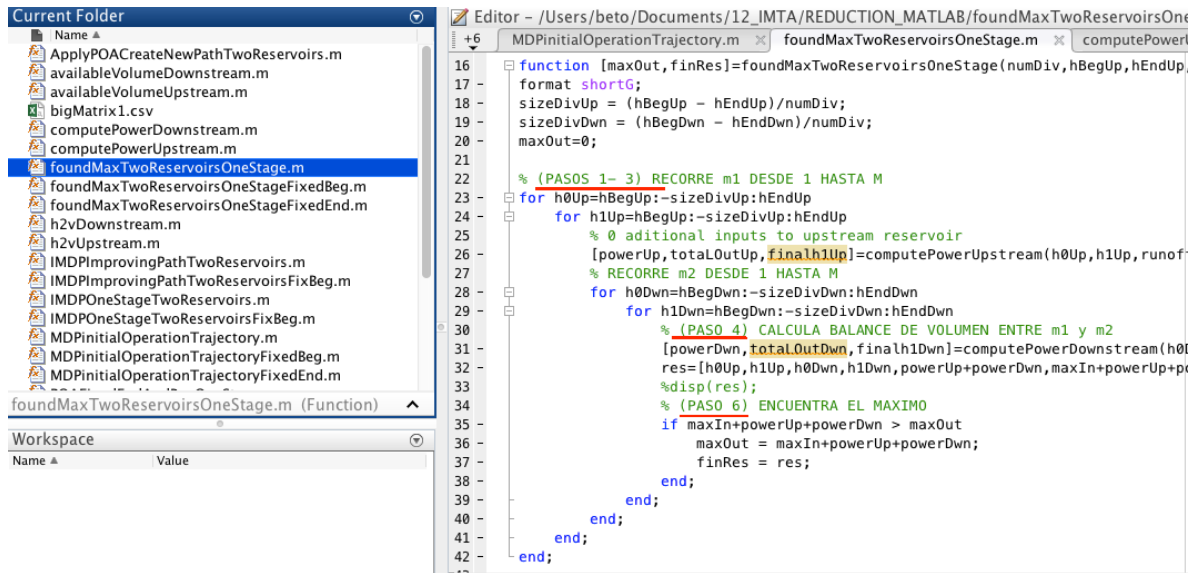 Current Folder
Name
ApplyPOACreateNewPathTwoReservoirs.m
availableVolumeDownstream.m
availableVolumeUpstream.m
bigMatrix1.csv
computePowerDownstream.m
computePowerUpstream.m
foundMaxTwoReservoirsOneStage.m
foundMaxTwoReservoirsOneStageFixedBeg.m
foundMaxTwoReservoirsOneStageFixedEnd.m
h2vDownstream.m
h2vUpstream.m
IMDPImprovingPathTwoReservoirs.m
IMDPImprovingPathTwoReservoirsFixBeg.m
IMDPOneStageTwoReservoirs.m
IMDPOneStageTwoReservoirsFixBeg.m
MDPinitialOperationTrajectory.m
MDPinitialOperationTrajectoryFixedBeg.m
MDPinitialOperationTrajectoryFixedEnd.m
foundMaxTwoReservoirsOneStage.m (Function)
Workspace
Name Value
Editor - /Users/beto/Documents/12_IMTA/REDUCTION_MATLAB/foundMaxTwoReservoirsOne
+6 MDPinitialOperationTrajectory.m foundMaxTwoReservoirsOneStage.m computePowerU
16 function [maxOut,finRes]=foundMaxTwoReservoirsOneStage(numDiv,hBegUp,hEndUp,
17 - format shortG;
18 - sizeDivUp = (hBegUp - hEndUp)/numDiv;
19 - sizeDivDwn = (hBegDwn - hEndDwn)/numDiv;
20 - maxOut=0;
21
22 % (PASOS 1- 3) RECORRE m1 DESDE 1 HASTA M
23 - for h0Up=hBegUp:-sizeDivUp:hEndUp
24 - for h1Up=hBegUp:-sizeDivUp:hEndUp
25 % 0 aditional inputs to upstream reservoir
26 - [powerUp,totaLOutUp,finalh1Up]=computePowerUpstream(h0Up,h1Up,runoff
27 % RECORRE m2 DESDE 1 HASTA M
28 - for h0Dwn=hBegDwn:-sizeDivDwn:hEndDwn
29 - for h1Dwn=hBegDwn:-sizeDivDwn:hEndDwn
30 % (PASO 4) CALCULA BALANCE DE VOLUMEN ENTRE m1 y m2
31 - [powerDwn,totaLOutDwn,finalh1Dwn]=computePowerDownstream(h0D
32 - res=[h0Up,h1Up,h0Dwn,h1Dwn,powerUp+powerDwn,maxIn+powerUp+po
33 %disp(res);
34 % (PASO 6) ENCUENTRA EL MAXIMO
35 - if maxIn+powerUp+powerDwn > maxOut
36 - maxOut = maxIn+powerUp+powerDwn;
37 - finRes = res;
38 - end;
39 - end;
40 - end;
41 - end;
42 - end;